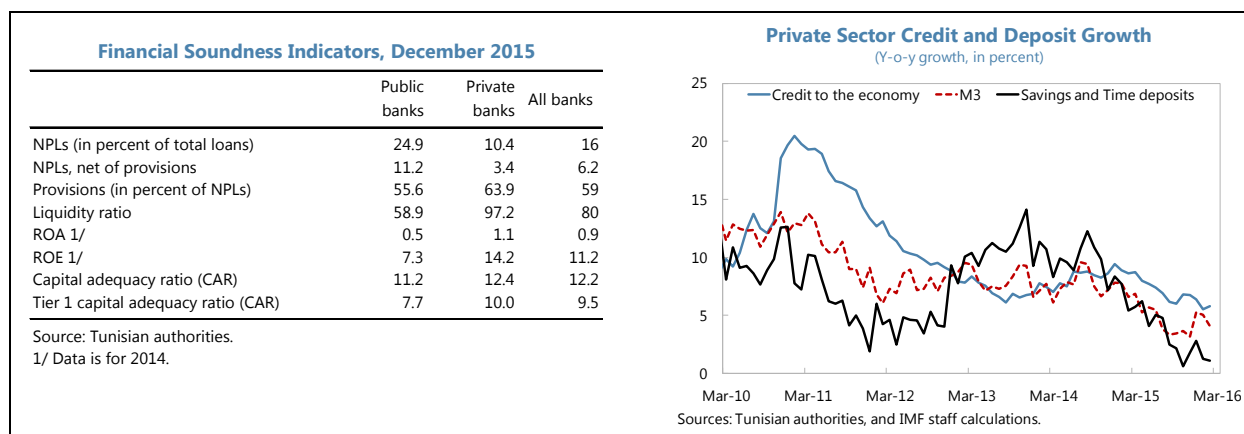 Financial Soundness Indicators, December 2015
Public banks Private banks All banks
NPLs (in percent of total loans) 24.9 10.4 16
NPLs, net of provisions 11.2 3.4 6.2
Provisions (in percent of NPLs) 55.6 63.9 59
Liquidity ratio 58.9 97.2 80
ROA 1/ 0.5 1.1 0.9
ROE 1/ 7.3 14.2 11.2
Capital adequacy ratio (CAR) 11.2 12.4 12.2
Tier 1 capital adequacy ratio (CAR) 7.7 10.0 9.5
Source: Tunisian authorities.
1/ Data is for 2014.
Private Sector Credit and Deposit Growth
(Y-o-y growth, in percent)
25
Credit to the economy M3 Savings and Time deposits
20
15
10
5
0
Mar-10 Mar-11 Mar-12 Mar-13 Mar-14 Mar-15 Mar-16
Sources: Tunisian authorities, and IMF staff calculations.